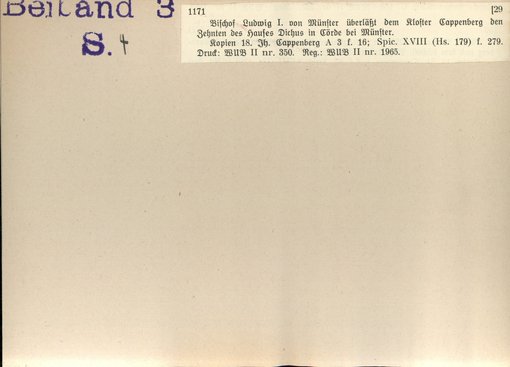 Beiband 3
S. 4
1171 [29
Bischof Ludwig I. von Münster überläßt dem Kloster Cappenberg den
Zehnten des Hauses Dichus in Cörde bei Münster.
Kopien 18. Jh. Cappenberg A 3 f. 16; Spic. XVIII (Hs. 179) f. 279.
Druck: WUB II nr. 350. Reg.: WUB II nr. 1965.